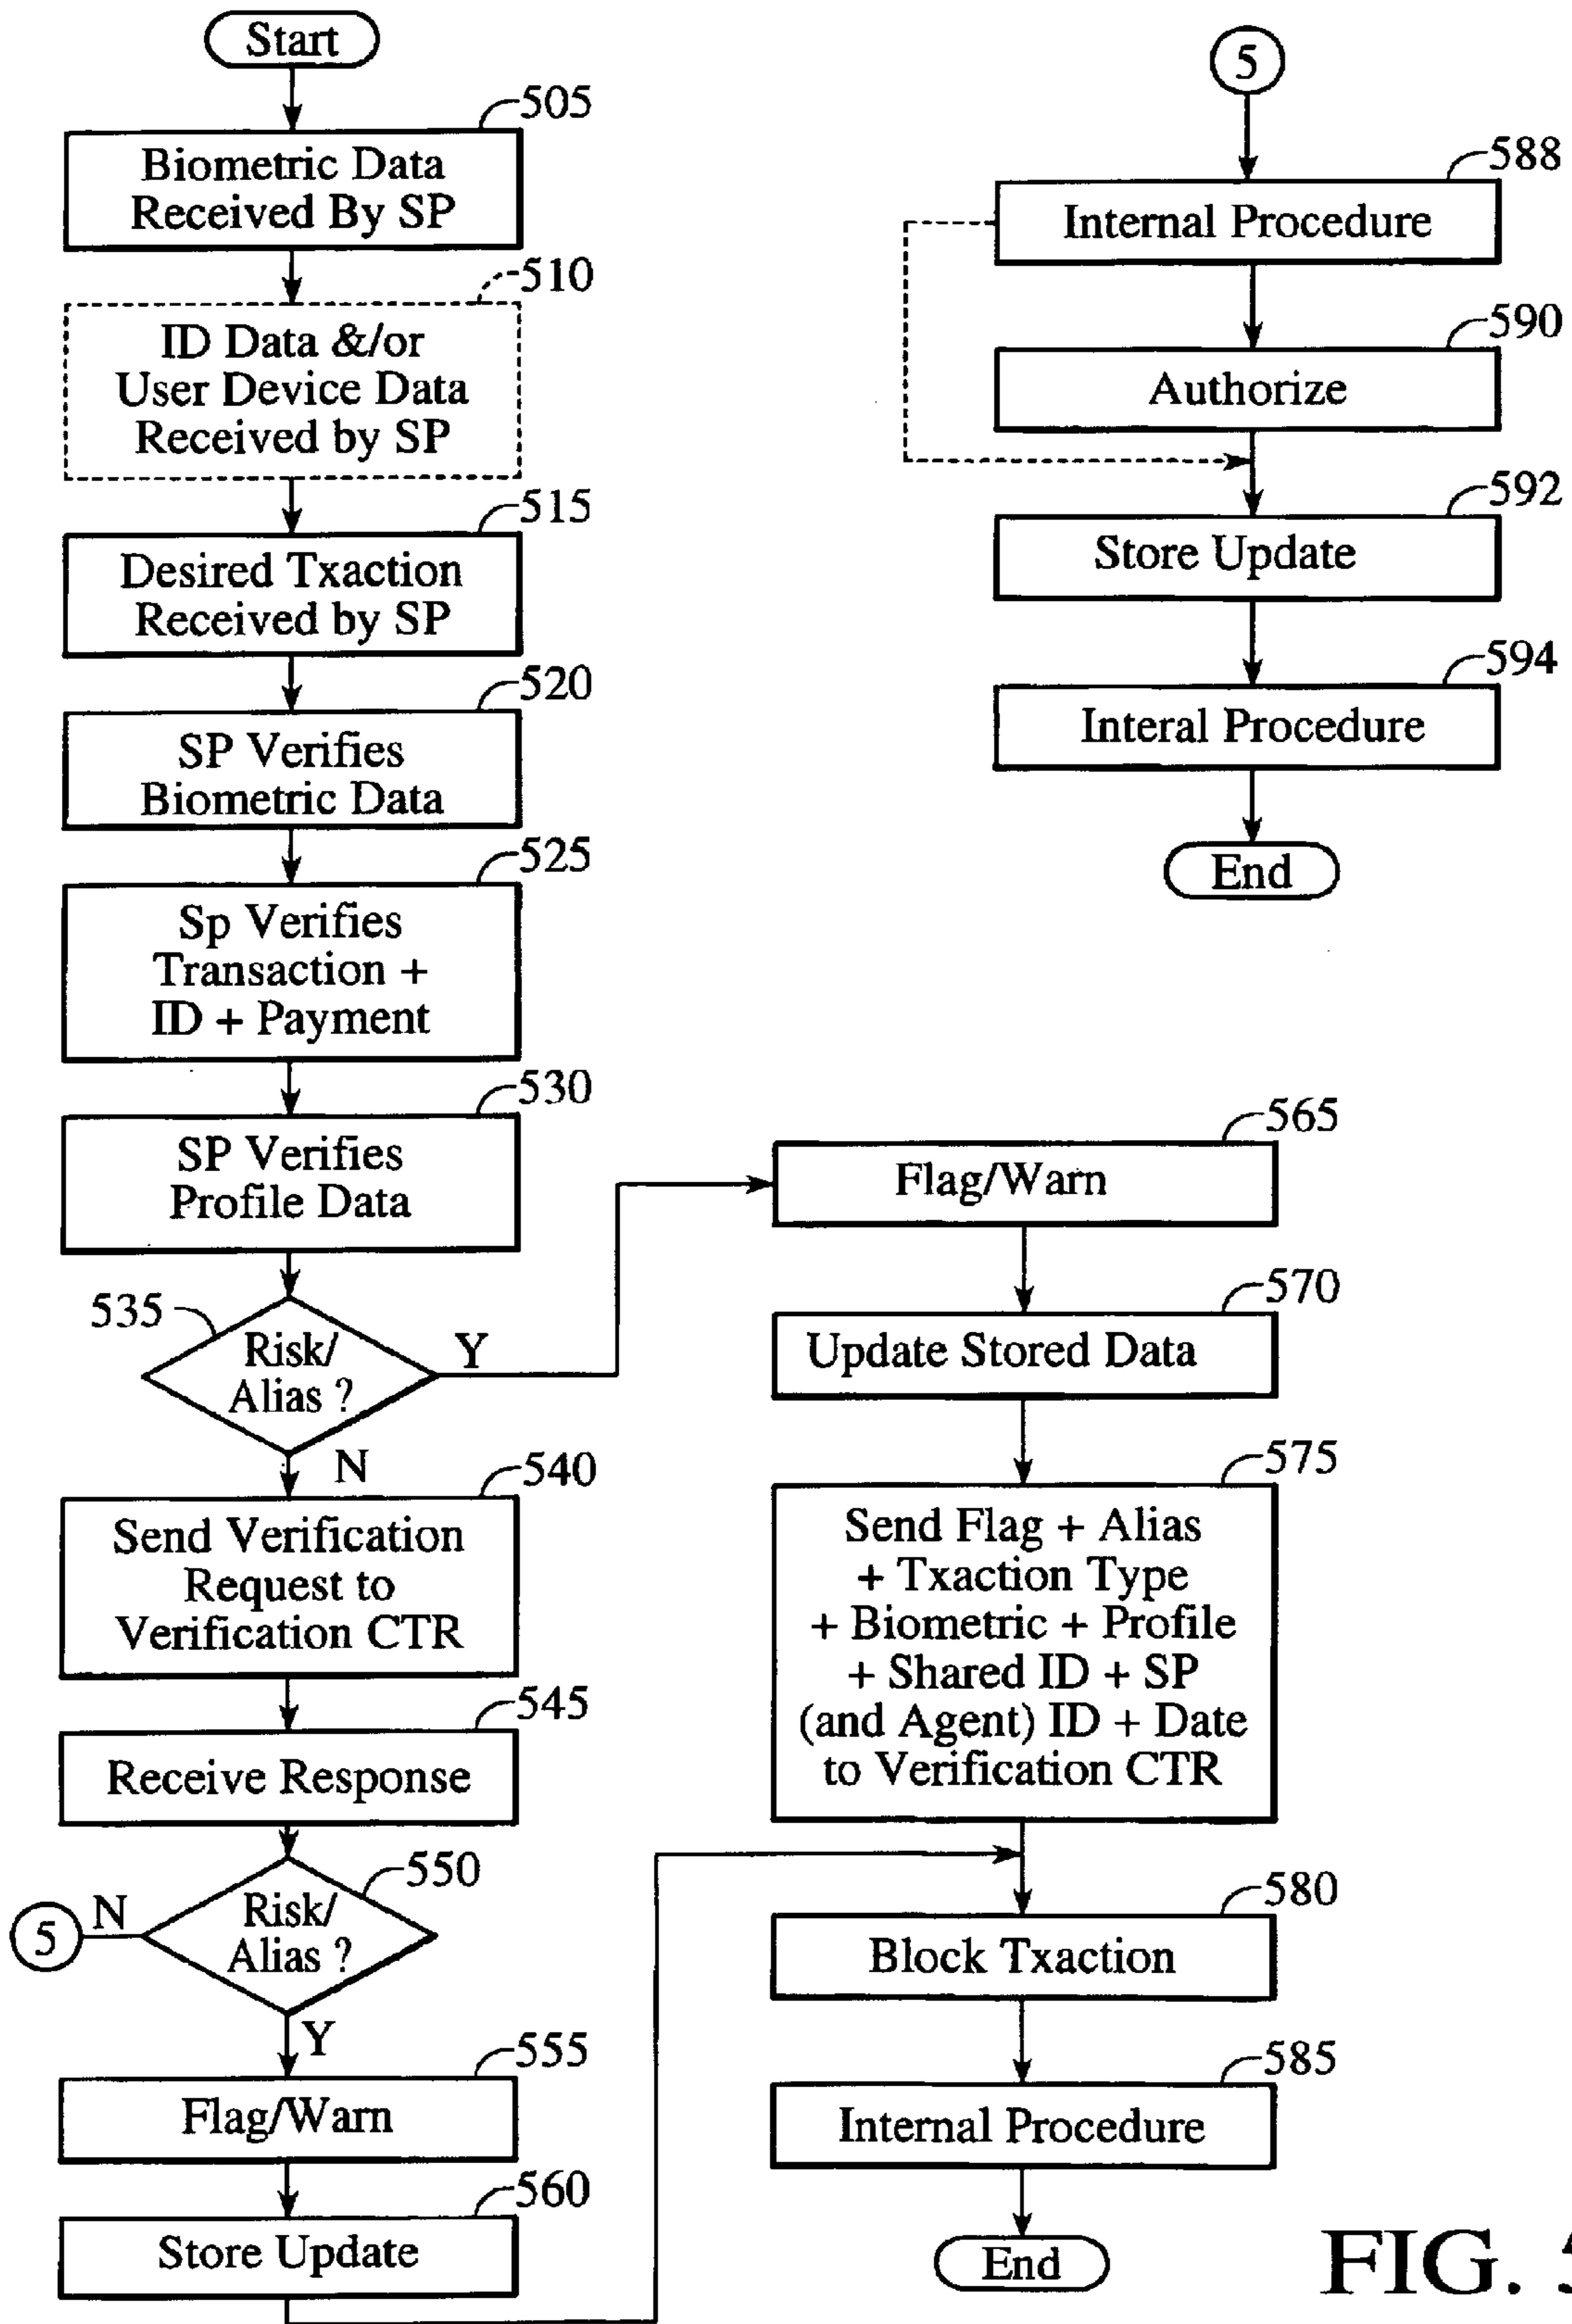 Start
505
Biometric Data
Received By SP
510
ID Data &/or
User Device Data
Received by SP
515
Desired Txaction
Received by SP
520
SP Verifies
Biometric Data
525
Sp Verifies
Transaction +
ID + Payment
530
SP Verifies
Profile Data
535
Risk/
Alias ?
Y
N
540
Send Verification
Request to
Verification CTR
545
Receive Response
550
Risk/
Alias ?
N
5
Y
555
Flag/Warn
560
Store Update
565
Flag/Warn
570
Update Stored Data
575
Send Flag + Alias
+ Txaction Type
+ Biometric + Profile
+ Shared ID + SP
(and Agent) ID + Date
to Verification CTR
580
Block Txaction
585
Internal Procedure
End
5
588
Internal Procedure
590
Authorize
592
Store Update
594
Interal Procedure
End
FIG. 5